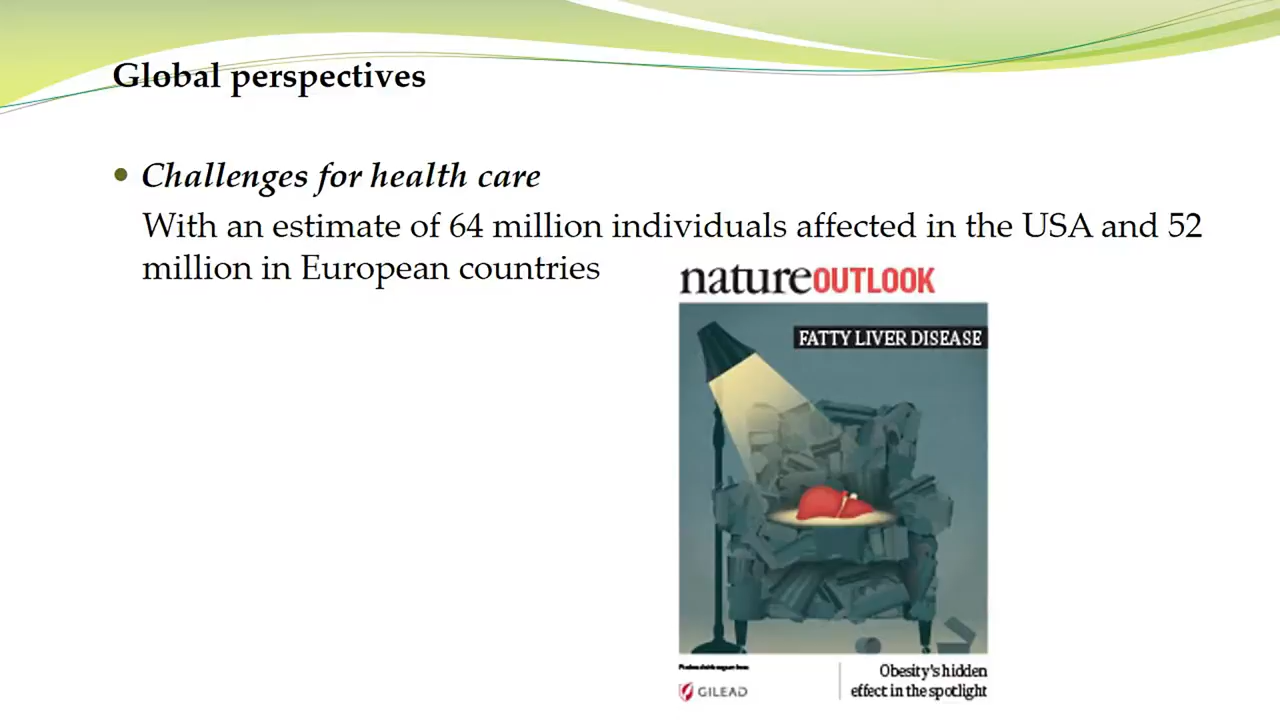 Global perspectives
Challenges for health care
With an estimate of 64 million individuals affected in the USA and 52
million in European countries
natureOUTLOOK
FATTY LIVER DISEASE
Obesity's hidden
effect in the spotlight
GILEAD